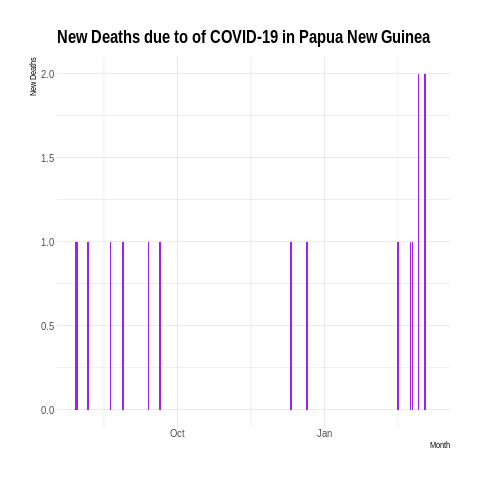 New Deaths due to of COVID-19 in Papua New Guinea
New Deaths
2.0
1.5
1.0
0.5
0.0
Oct
Jan
Month